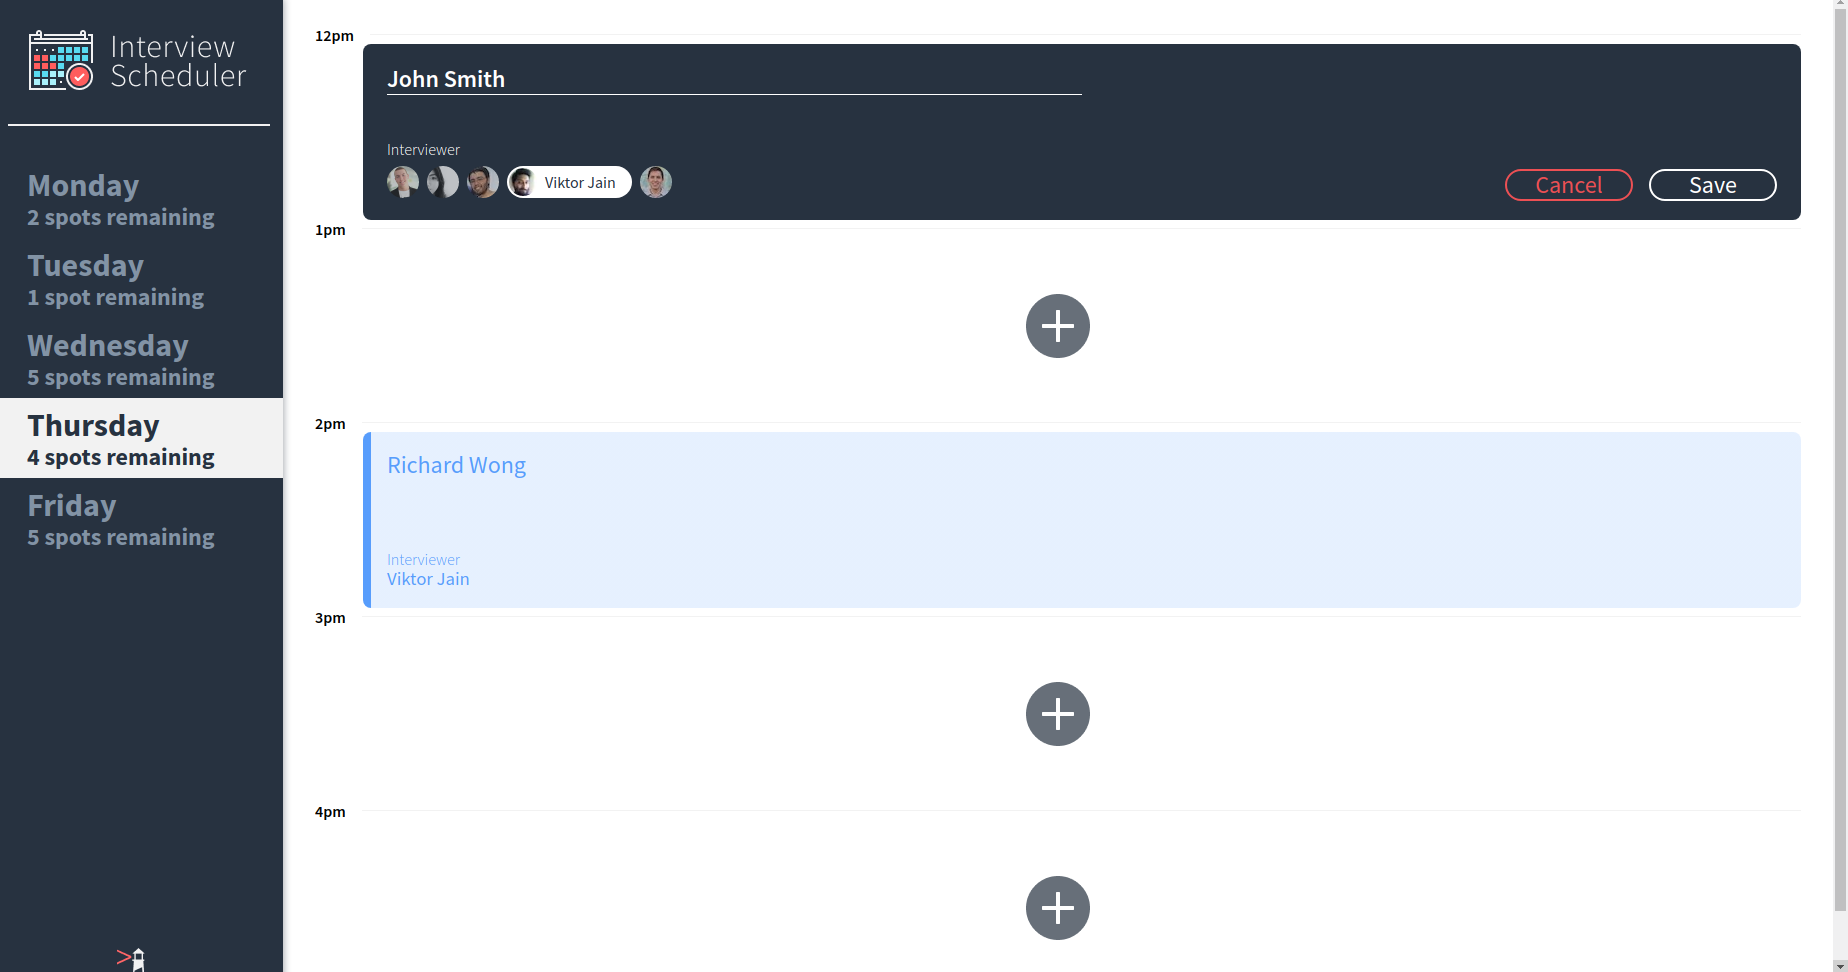 Interview
Scheduler
Monday
2 spots remaining
Tuesday
1 spot remaining
Wednesday
5 spots remaining
Thursday
4 spots remaining
Friday
5 spots remaining
12pm
John Smith
Interviewer
Viktor Jain
Cancel
Save
1pm
2pm
Richard Wong
Interviewer
Viktor Jain
3pm
4pm